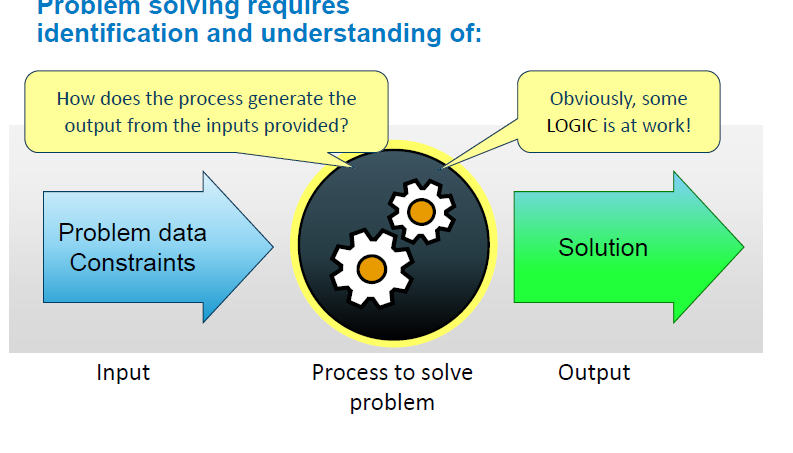 Problem solving requires
identification and understanding of:
How does the process generate the
output from the inputs provided?
Obviously, some
LOGIC is at work!
Problem data
Constraints
Solution
Input
Process to solve
problem
Output